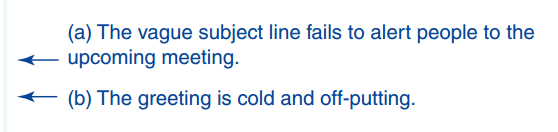 (a) The vague subject line fails to alert people to the
upcoming meeting.
(b) The greeting is cold and off-putting.